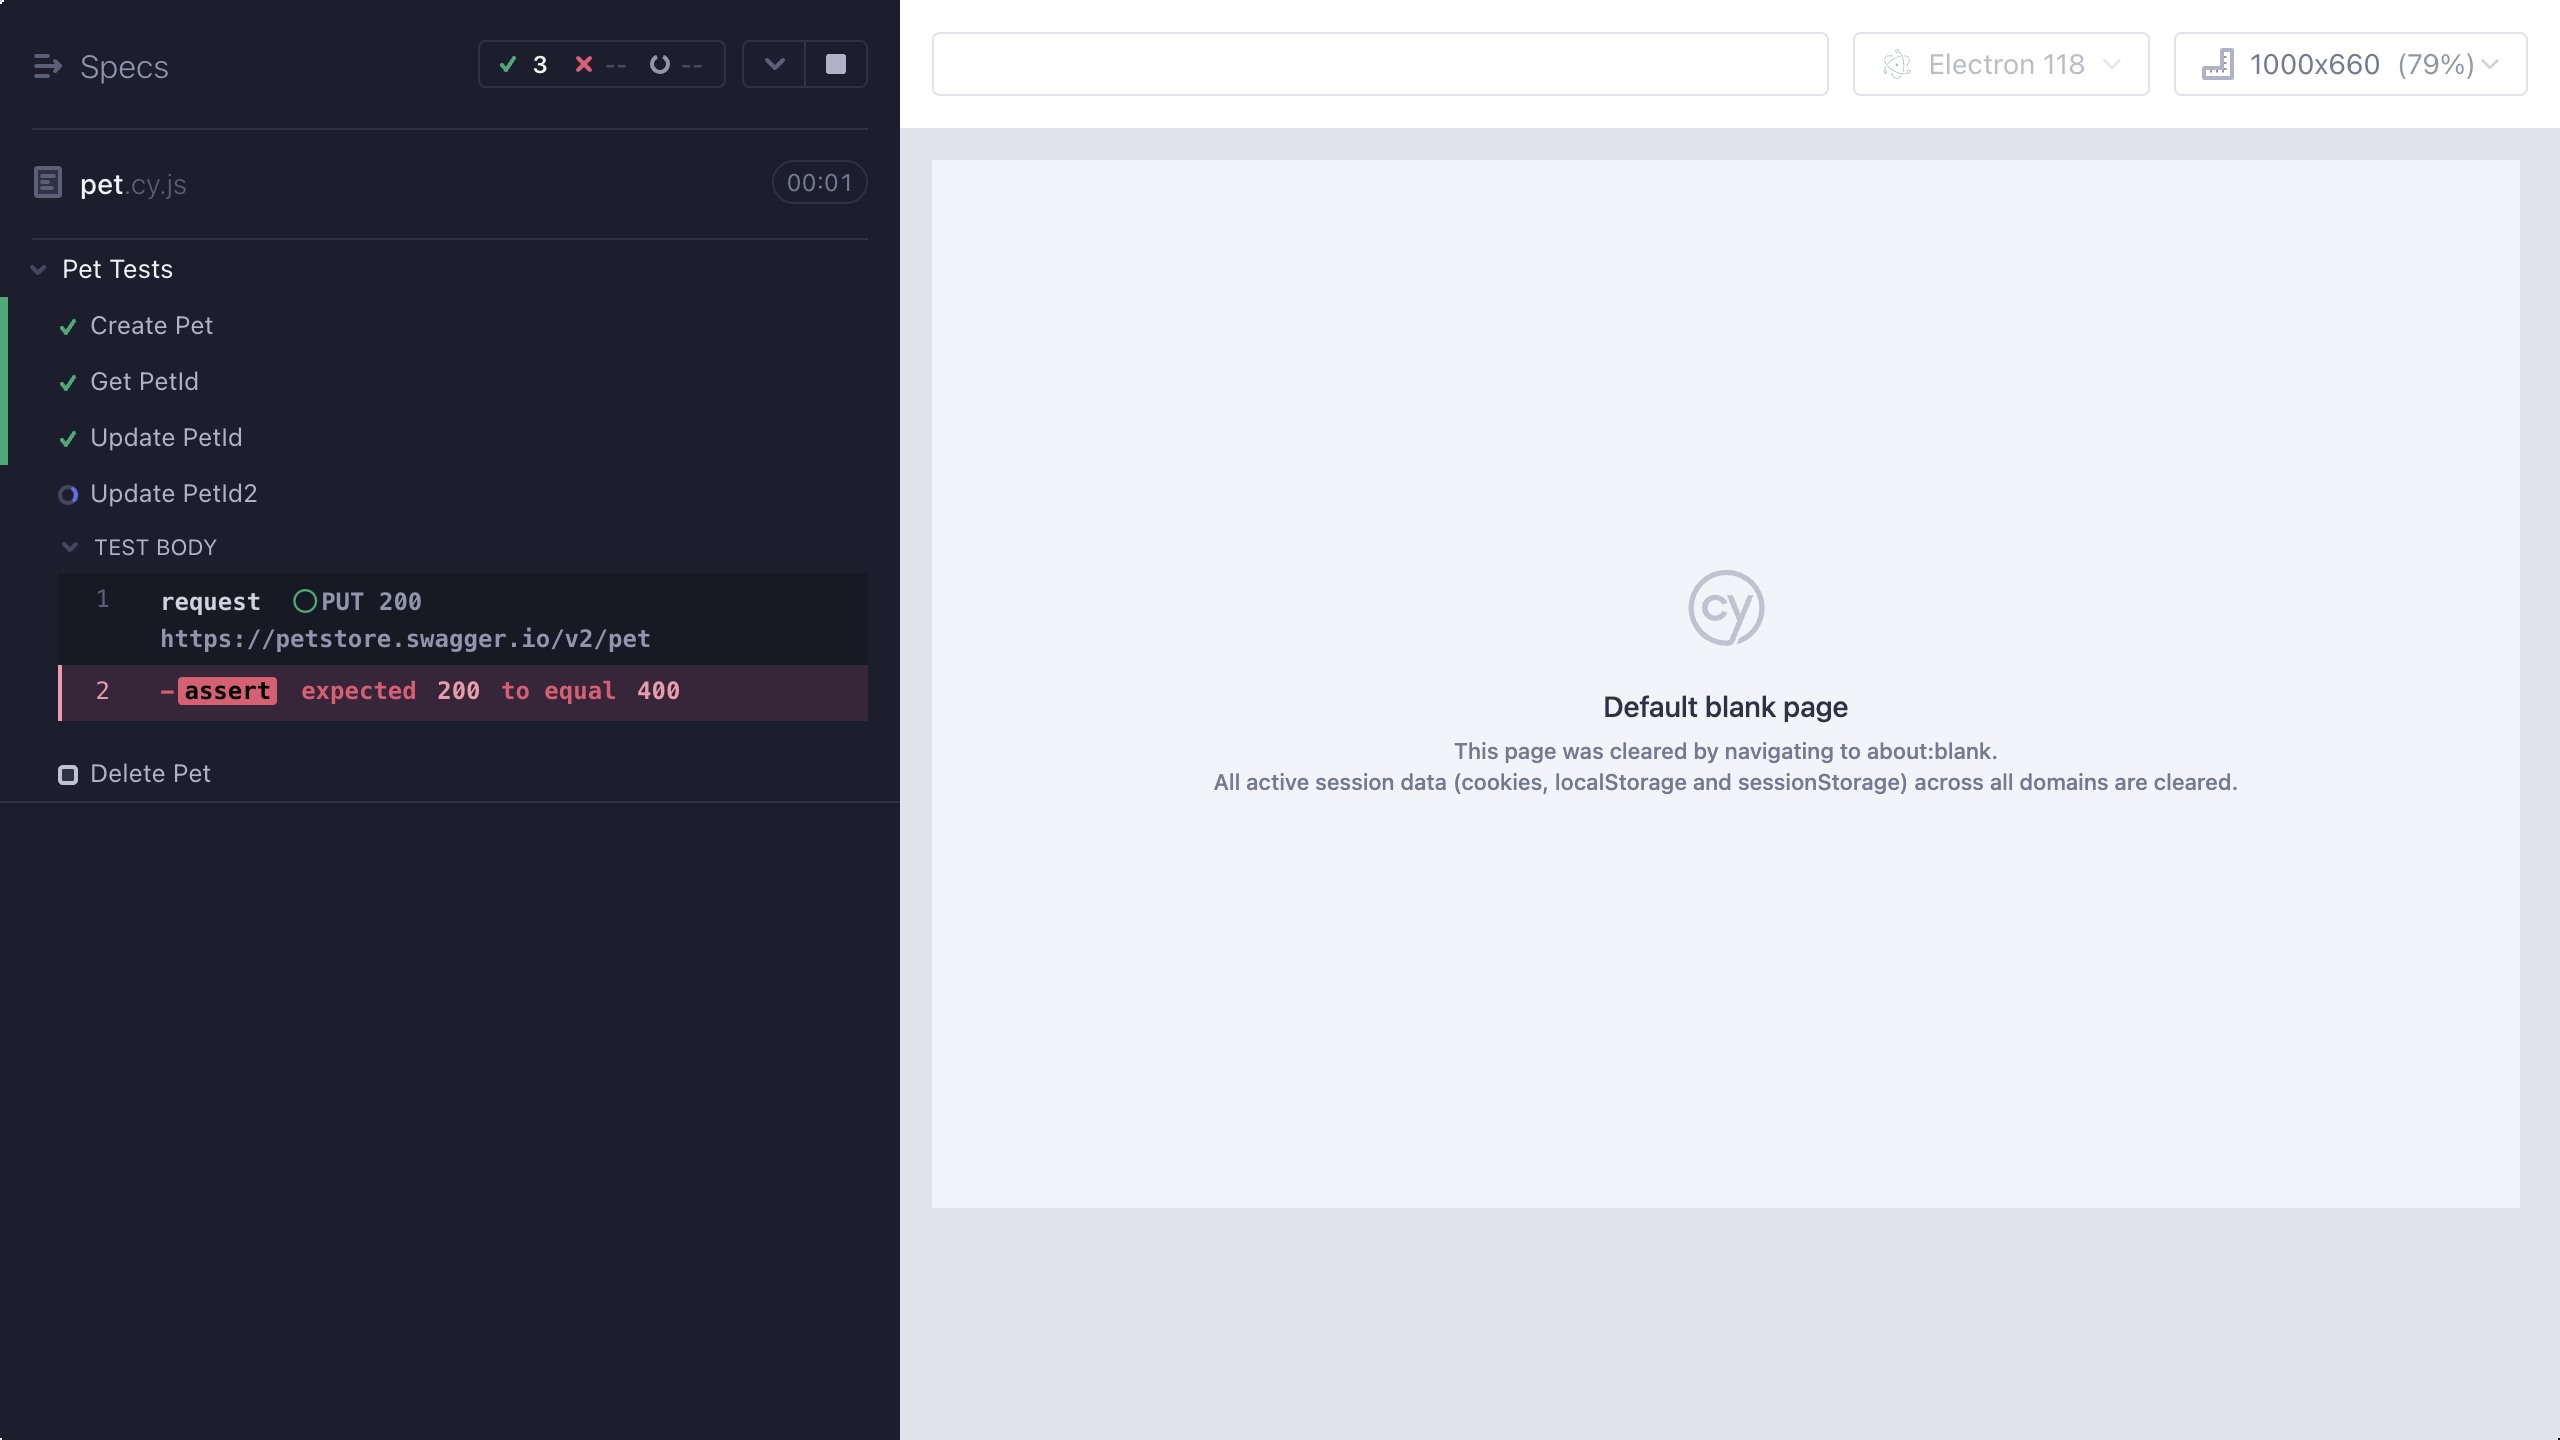 Specs
3 -- --
pet.cy.js
00:01
Pet Tests
Create Pet
Get PetId
Update PetId
Update PetId2
TEST BODY
1 request PUT 200
https://petstore.swagger.io/v2/pet
2 -assert expected 200 to equal 400
Delete Pet
Electron 118
1000x660 (79%)
cy
Default blank page
This page was cleared by navigating to about:blank.
All active session data (cookies, localStorage and sessionStorage) across all domains are cleared.